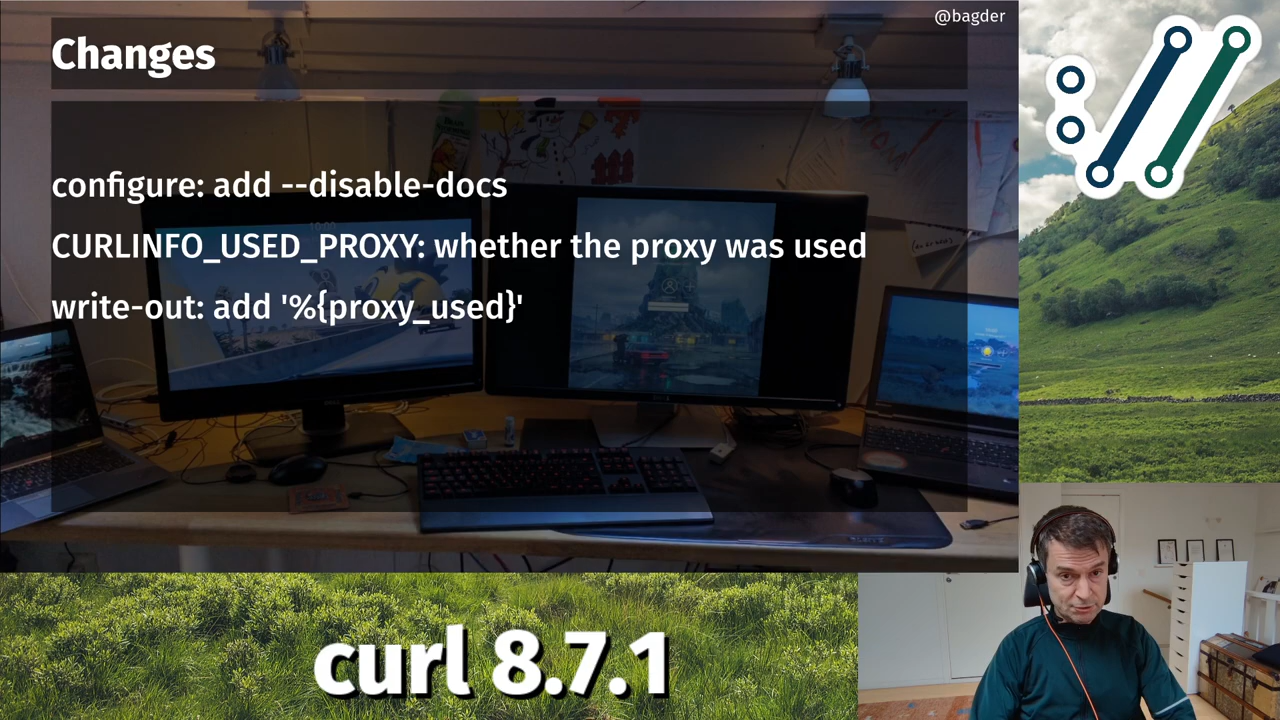 @bagder
Changes
configure: add --disable-docs
CURLINFO_USED_PROXY: whether the proxy was used
write-out: add '%{proxy_used}'
curl 8.7.1